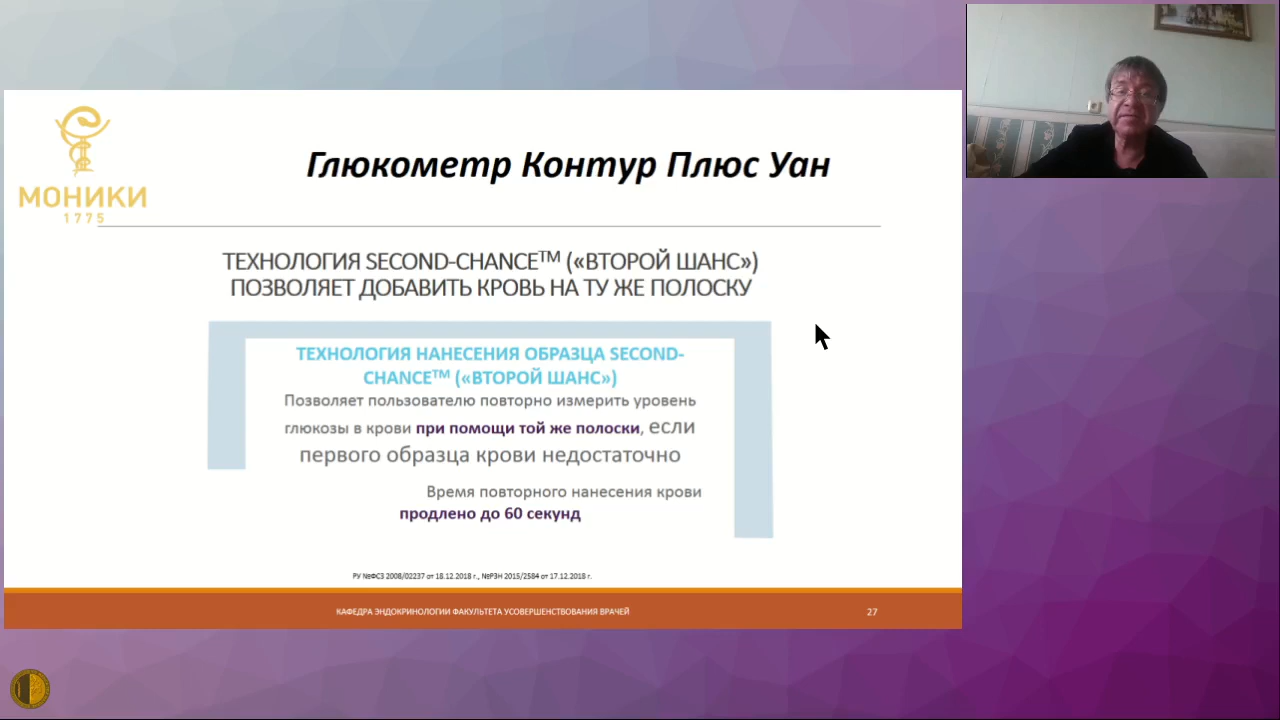 МОНИКИ
1775
Глюкометр Контур Плюс Уан
ТЕХНОЛОГИЯ SECOND-CHANCE™ («ВТОРОЙ ШАНС»)
ПОЗВОЛЯЕТ ДОБАВИТЬ КРОВЬ НА ТУ ЖЕ ПОЛОСКУ
ТЕХНОЛОГИЯ НАНЕСЕНИЯ ОБРАЗЦА SECOND-
CHANCE™ («ВТОРОЙ ШАНС»)
Позволяет пользователю повторно измерить уровень
глюкозы в крови при помощи той же полоски, если
первого образца крови недостаточно
Время повторного нанесения крови
продлено до 60 секунд
РУ №ФСЗ 2008/02237 от 18.12.2018 г., №РЗН 2015/2584 от 17.12.2018 г.
КАФЕДРА ЭНДОКРИНОЛОГИИ ФАКУЛЬТЕТА УСОВЕРШЕНСТВОВАНИЯ ВРАЧЕЙ
27